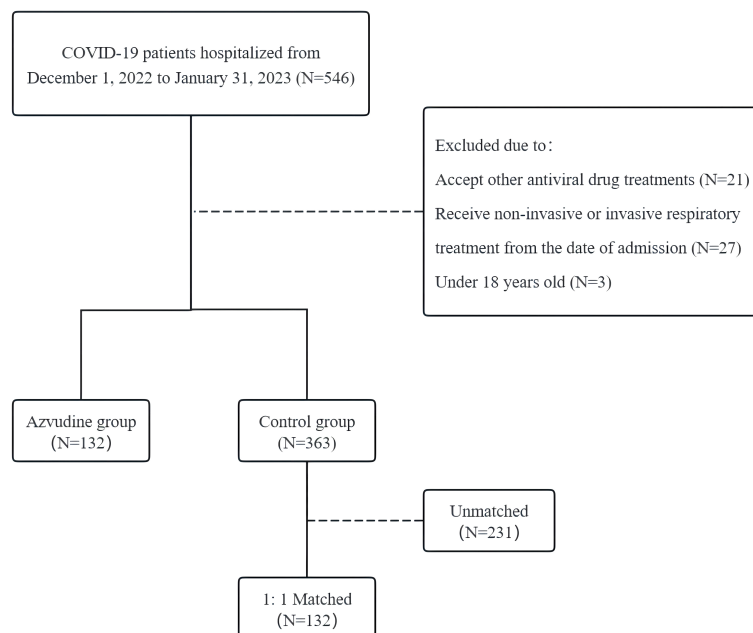 COVID-19 patients hospitalized from
December 1, 2022 to January 31, 2023 (N=546)
Excluded due to:
Accept other antiviral drug treatments (N=21)
Receive non-invasive or invasive respiratory
treatment from the date of admission (N=27)
Under 18 years old (N=3)
Azvudine group
(N=132)
Control group
(N=363)
Unmatched
(N=231)
1: 1 Matched
(N=132)